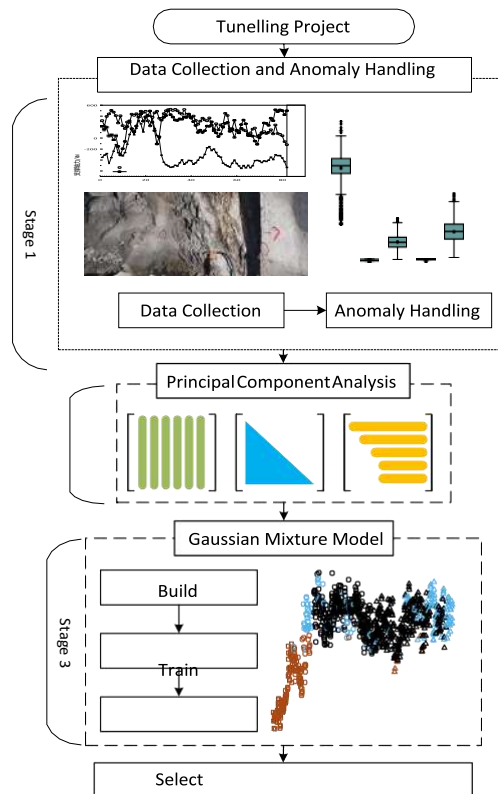 Tunelling Project
Data Collection and Anomaly Handling
Stage 1
Data Collection
Anomaly Handling
Principal Component Analysis
Gaussian Mixture Model
Stage 3
Build
Train
Select